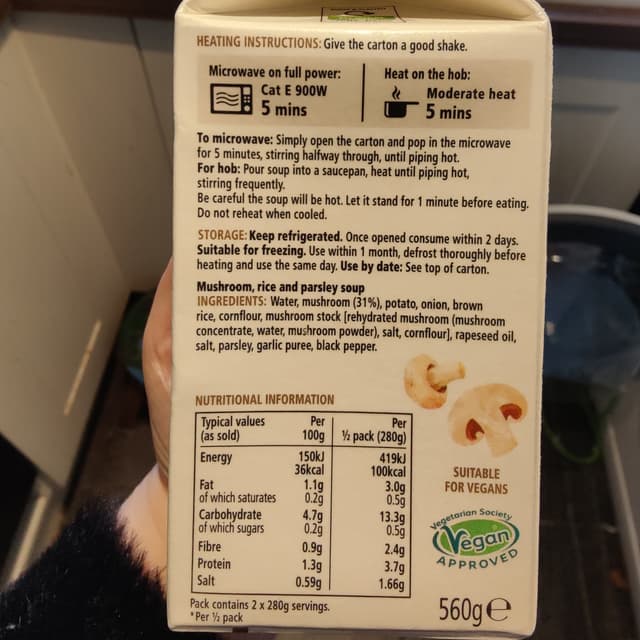 HEATING INSTRUCTIONS: Give the carton a good shake.
Microwave on full power:
Cat E 900W
5 mins
Heat on the hob:
Moderate heat
5 mins
To microwave: Simply open the carton and pop in the microwave
for 5 minutes, stirring halfway through, until piping hot.
For hob: Pour soup into a saucepan, heat until piping hot,
stirring frequently.
Be careful the soup will be hot. Let it stand for 1 minute before eating.
Do not reheat when cooled.
STORAGE: Keep refrigerated. Once opened consume within 2 days.
Suitable for freezing. Use within 1 month, defrost thoroughly before
heating and use the same day. Use by date: See top of carton.
Mushroom, rice and parsley soup
INGREDIENTS: Water, mushroom (31%), potato, onion, brown
rice, cornflour, mushroom stock [rehydrated mushroom (mushroom
concentrate, water, mushroom powder), salt, cornflour], rapeseed oil,
salt, parsley, garlic puree, black pepper.
NUTRITIONAL INFORMATION
Typical values Per Per
(as sold) 100g ½ pack (280g)
Energy 150kJ 419kJ
36kcal 100kcal
Fat 1.1g 3.0g
of which saturates 0.2g 0.5g
Carbohydrate 4.7g 13.3g
of which sugars 0.2g 0.5g
Fibre 0.9g 2.4g
Protein 1.3g 3.7g
Salt 0.59g 1.66g
Pack contains 2 x 280g servings.
*Per ½ pack
SUITABLE
FOR VEGANS
Vegetarian Society
Vegan
APPROVED
560g e